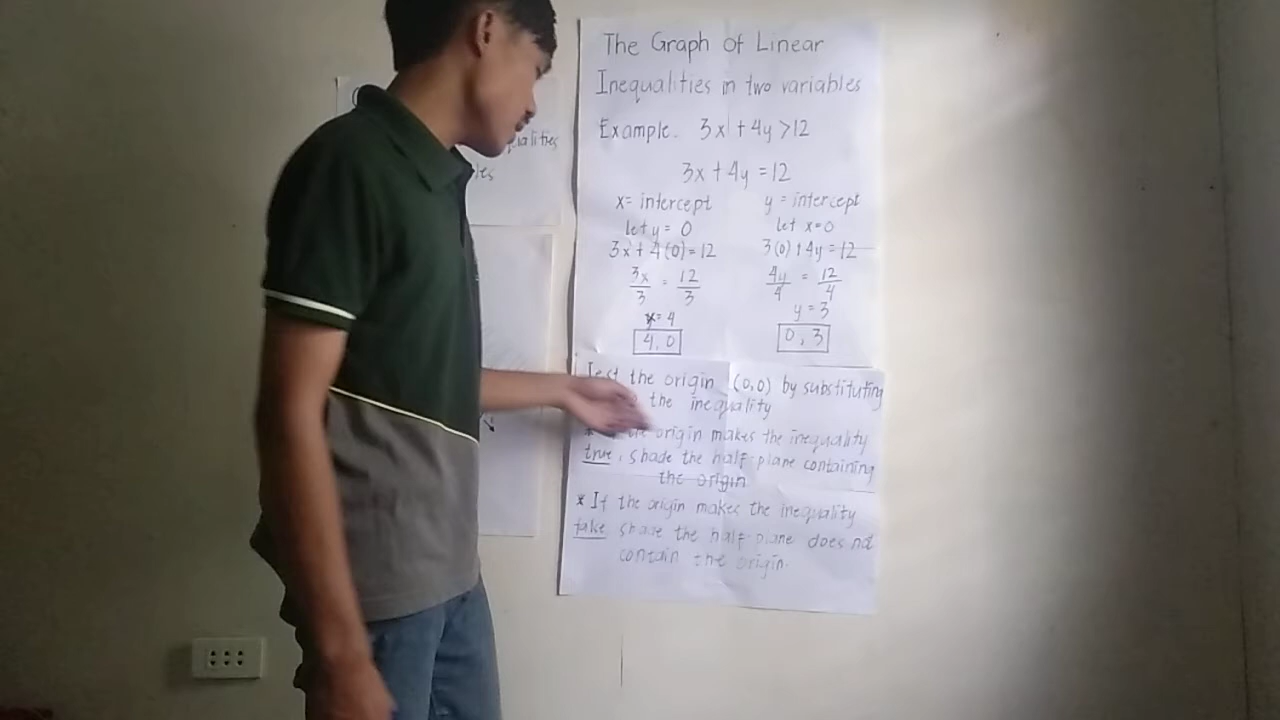 The Graph of Linear
Inequalities in two variables
Example. 3x + 4y > 12
3x + 4y = 12
x = intercept
let y = 0
3x + 4(0) = 12
3x/3 = 12/3
x = 4
4, 0
y = intercept
let x = 0
3(0) + 4y = 12
4y/4 = 12/4
y = 3
0, 3
Test the origin (0,0) by substituting
the inequality
origin makes the inequality
true, shade the half-plane containing
the origin
* If the origin makes the inequality
false, shade the half-plane does not
contain the origin.